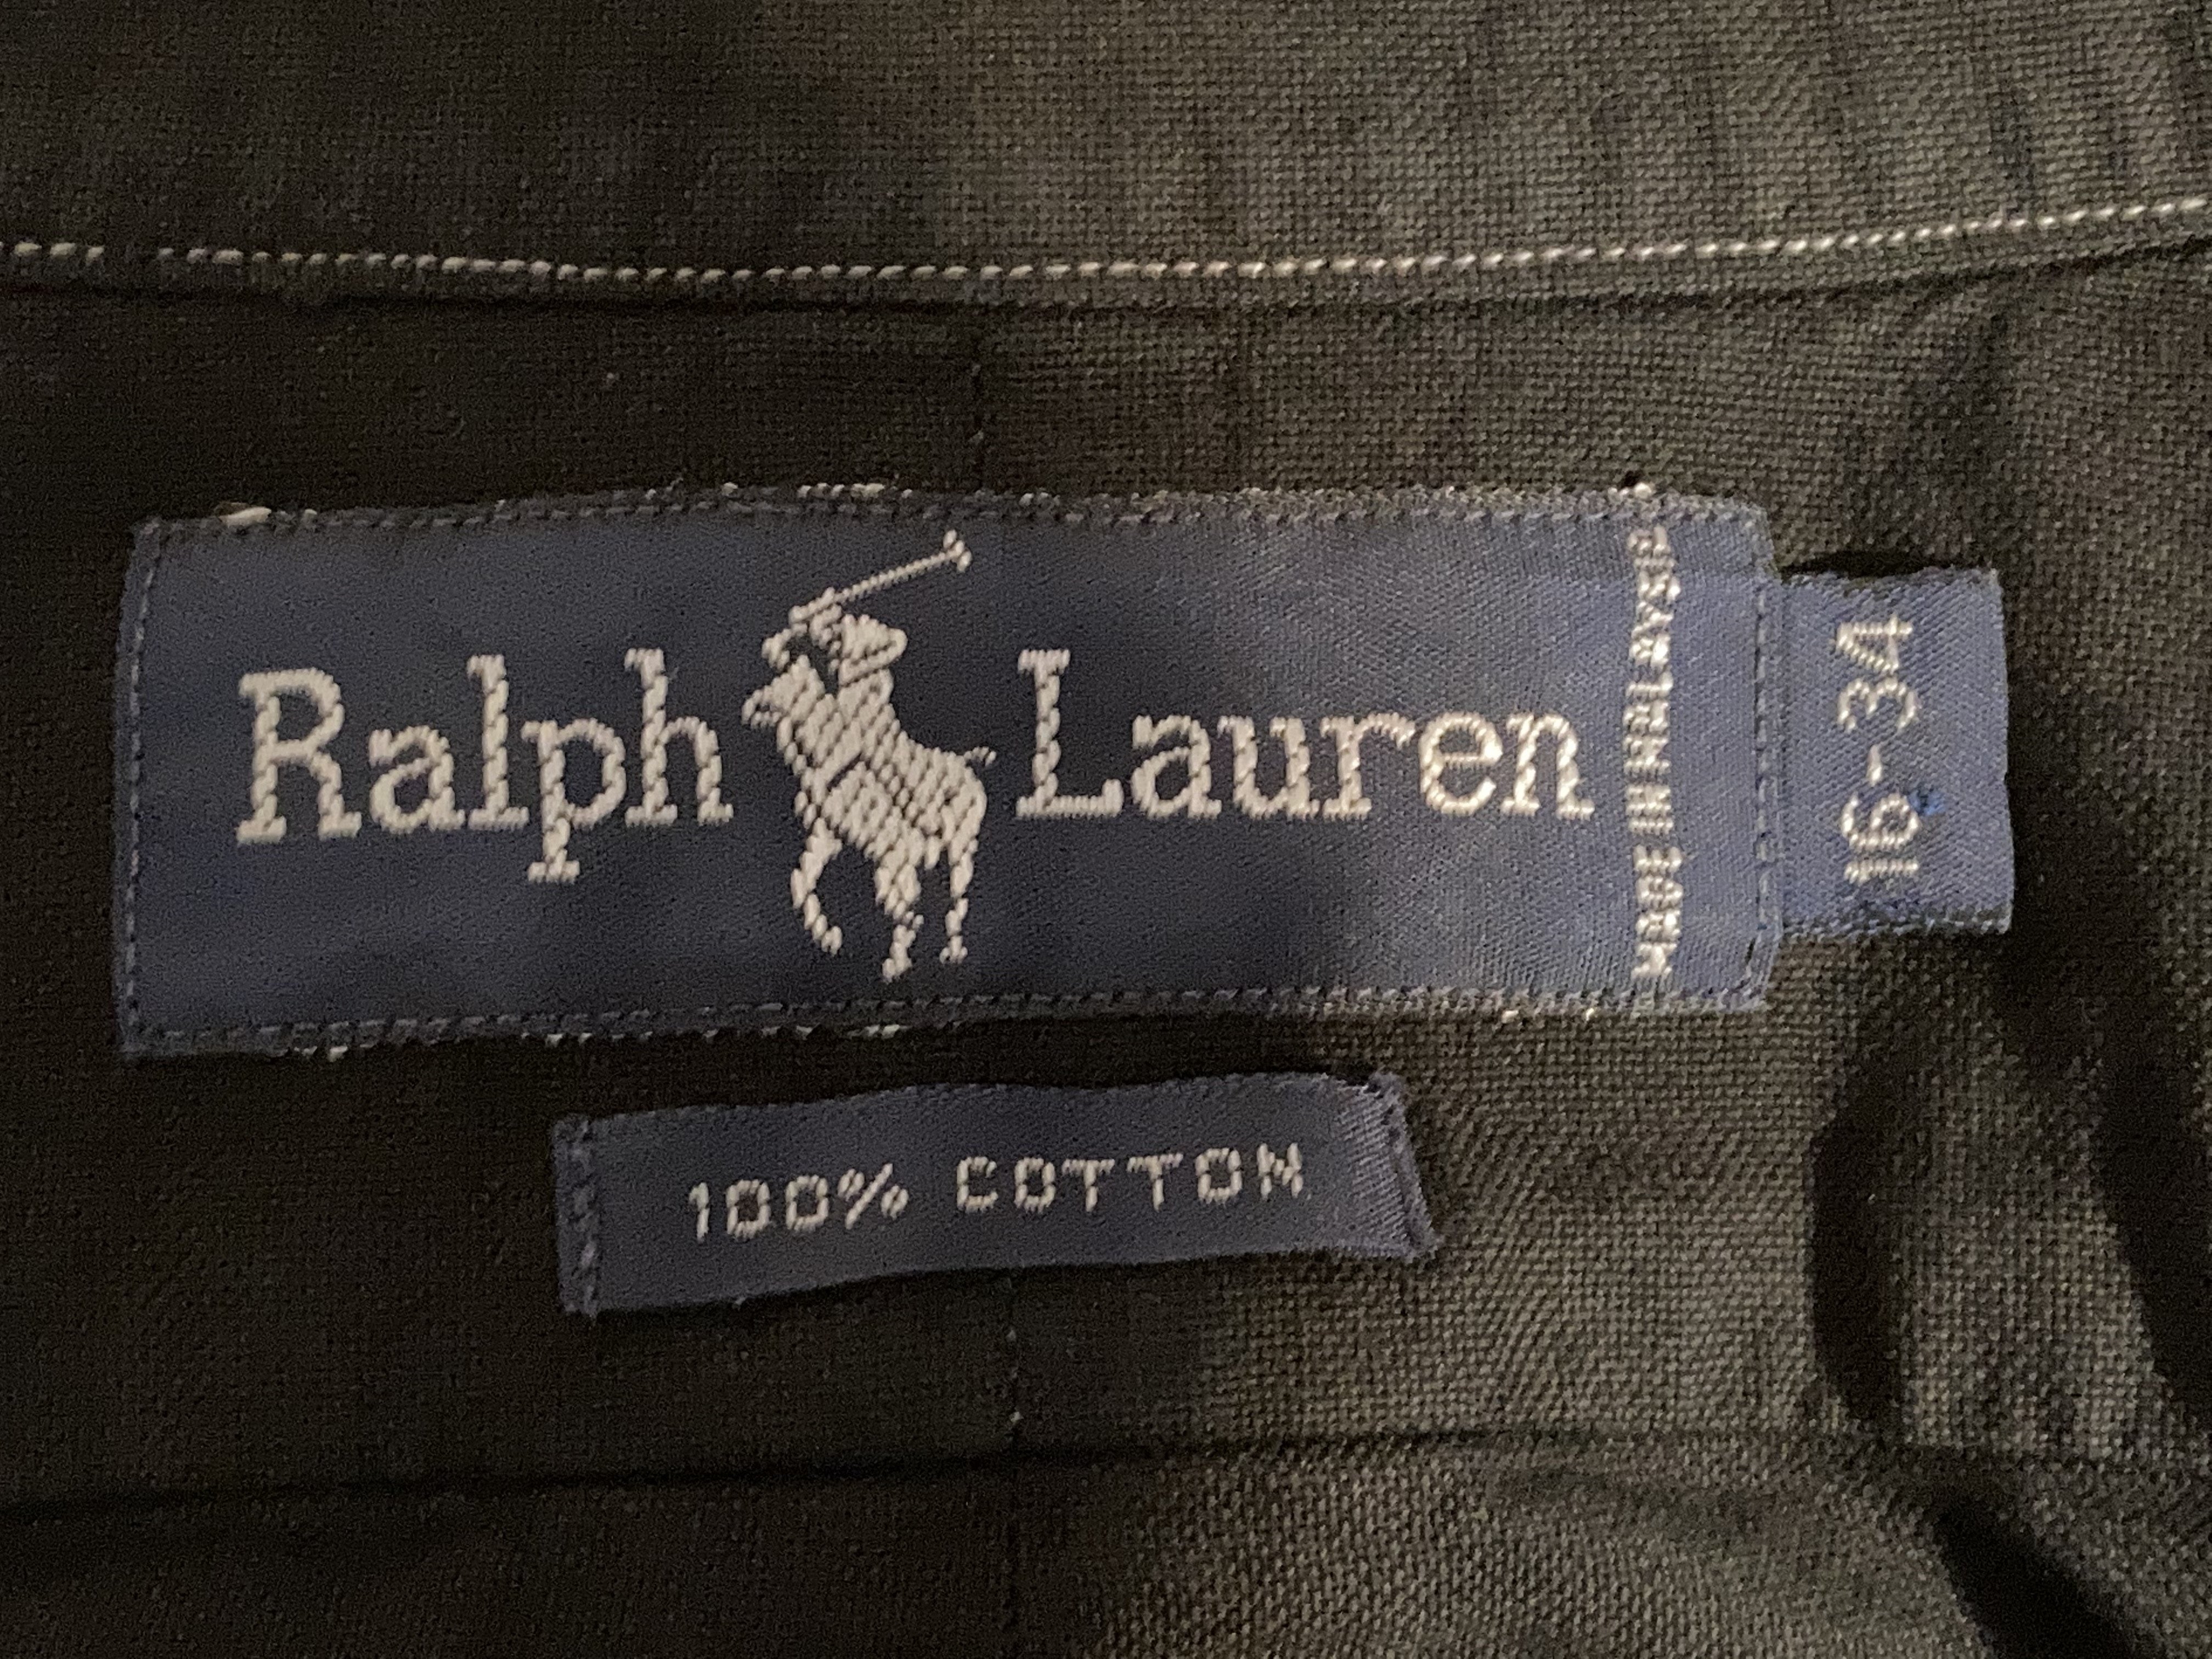 Ralph Lauren
MADE IN MALAYSIA
16-34
100% COTTON